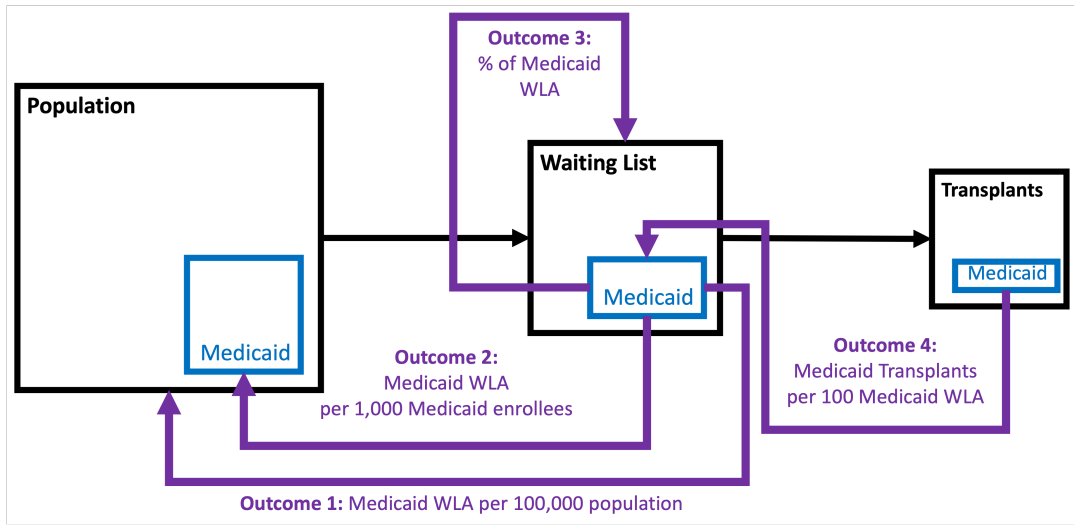 Outcome 3:
% of Medicaid
WLA
Population
Waiting List
Transplants
Medicaid
Medicaid
Medicaid
Outcome 2:
Medicaid WLA
per 1,000 Medicaid enrollees
Outcome 4:
Medicaid Transplants
per 100 Medicaid WLA
Outcome 1: Medicaid WLA per 100,000 population